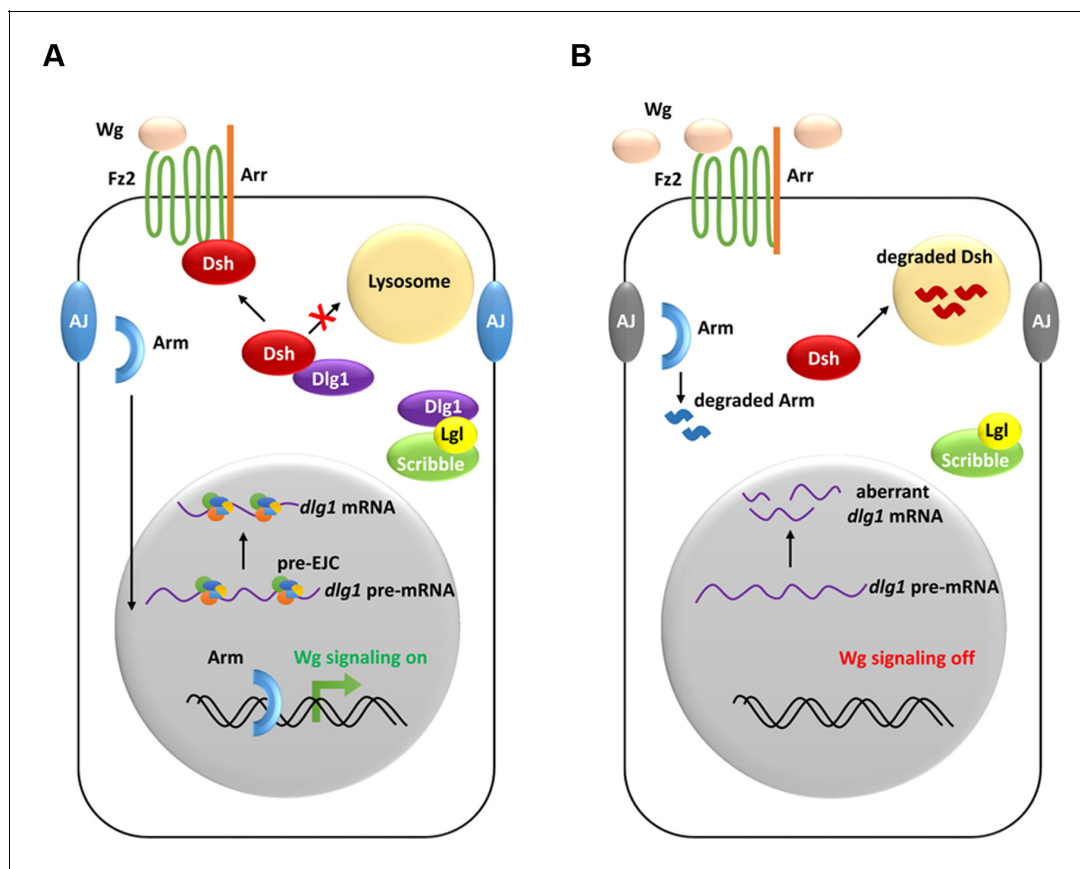 A
Wg
Fz2
Arr
Dsh
Lysosome
AJ
AJ
Arm
Dsh
Dlg1
Dlg1
Lgl
Scribble
dlg1 mRNA
pre-EJC
dlg1 pre-mRNA
Arm
Wg signaling on
B
Wg
Fz2
Arr
degraded Dsh
AJ
AJ
Arm
Dsh
degraded Arm
Lgl
Scribble
aberrant
dlg1 mRNA
dlg1 pre-mRNA
Wg signaling off